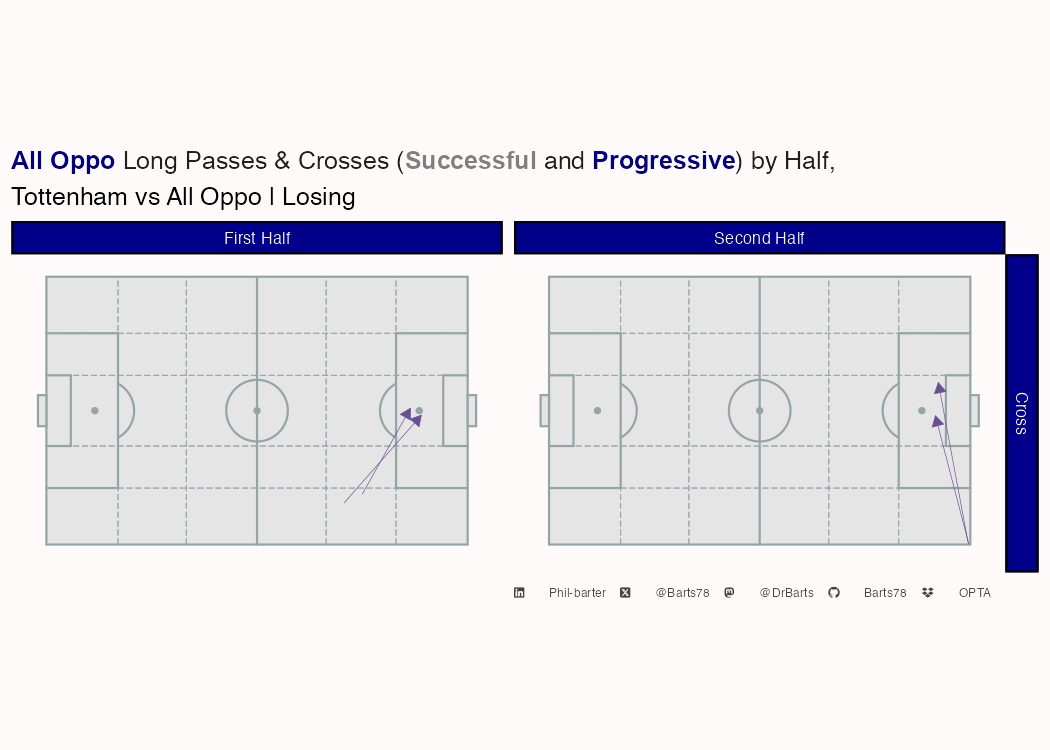 All Oppo Long Passes & Crosses (Successful and Progressive) by Half,
Tottenham vs All Oppo | Losing
First Half
Second Half
Cross
Phil-barter @Barts78 @DrBarts Barts78 OPTA